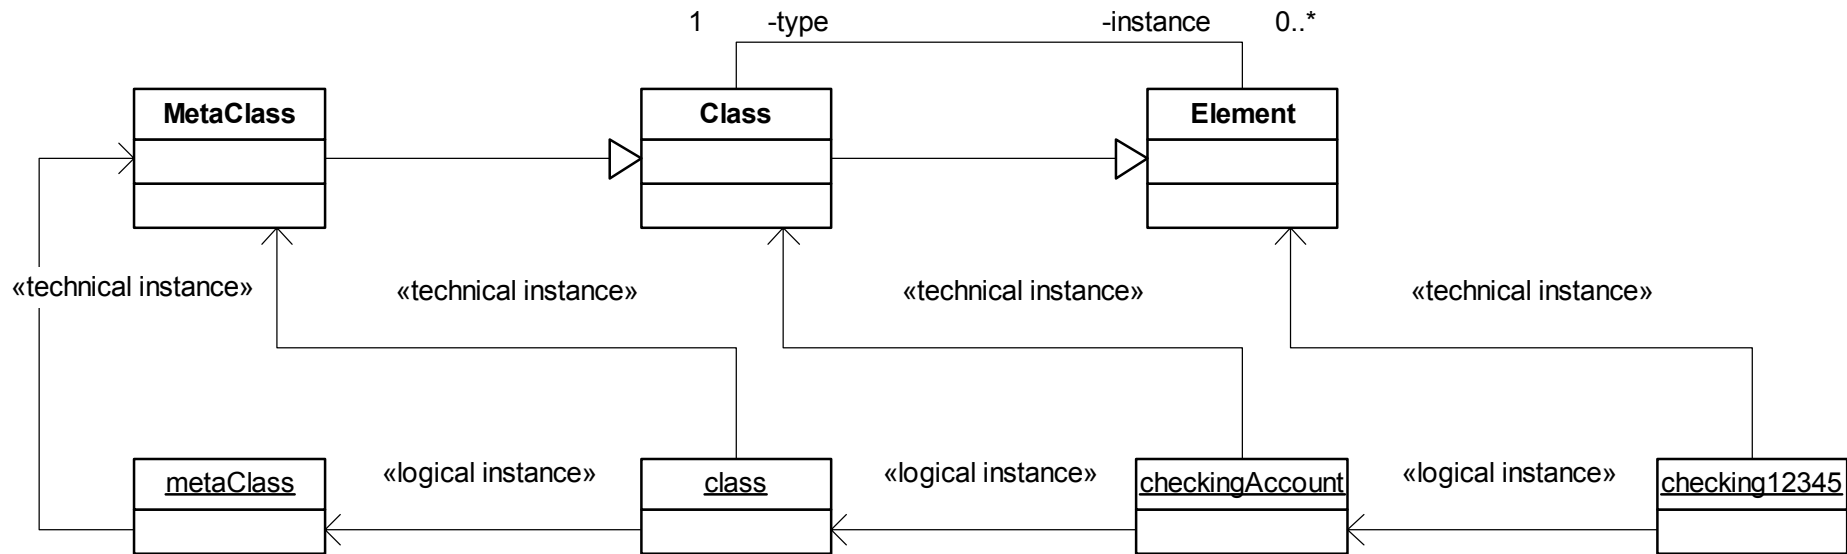 1 -type -instance 0..*
MetaClass Class Element
«technical instance» «technical instance» «technical instance» «technical instance»
«logical instance» «logical instance» «logical instance»
metaClass class checkingAccount checking12345